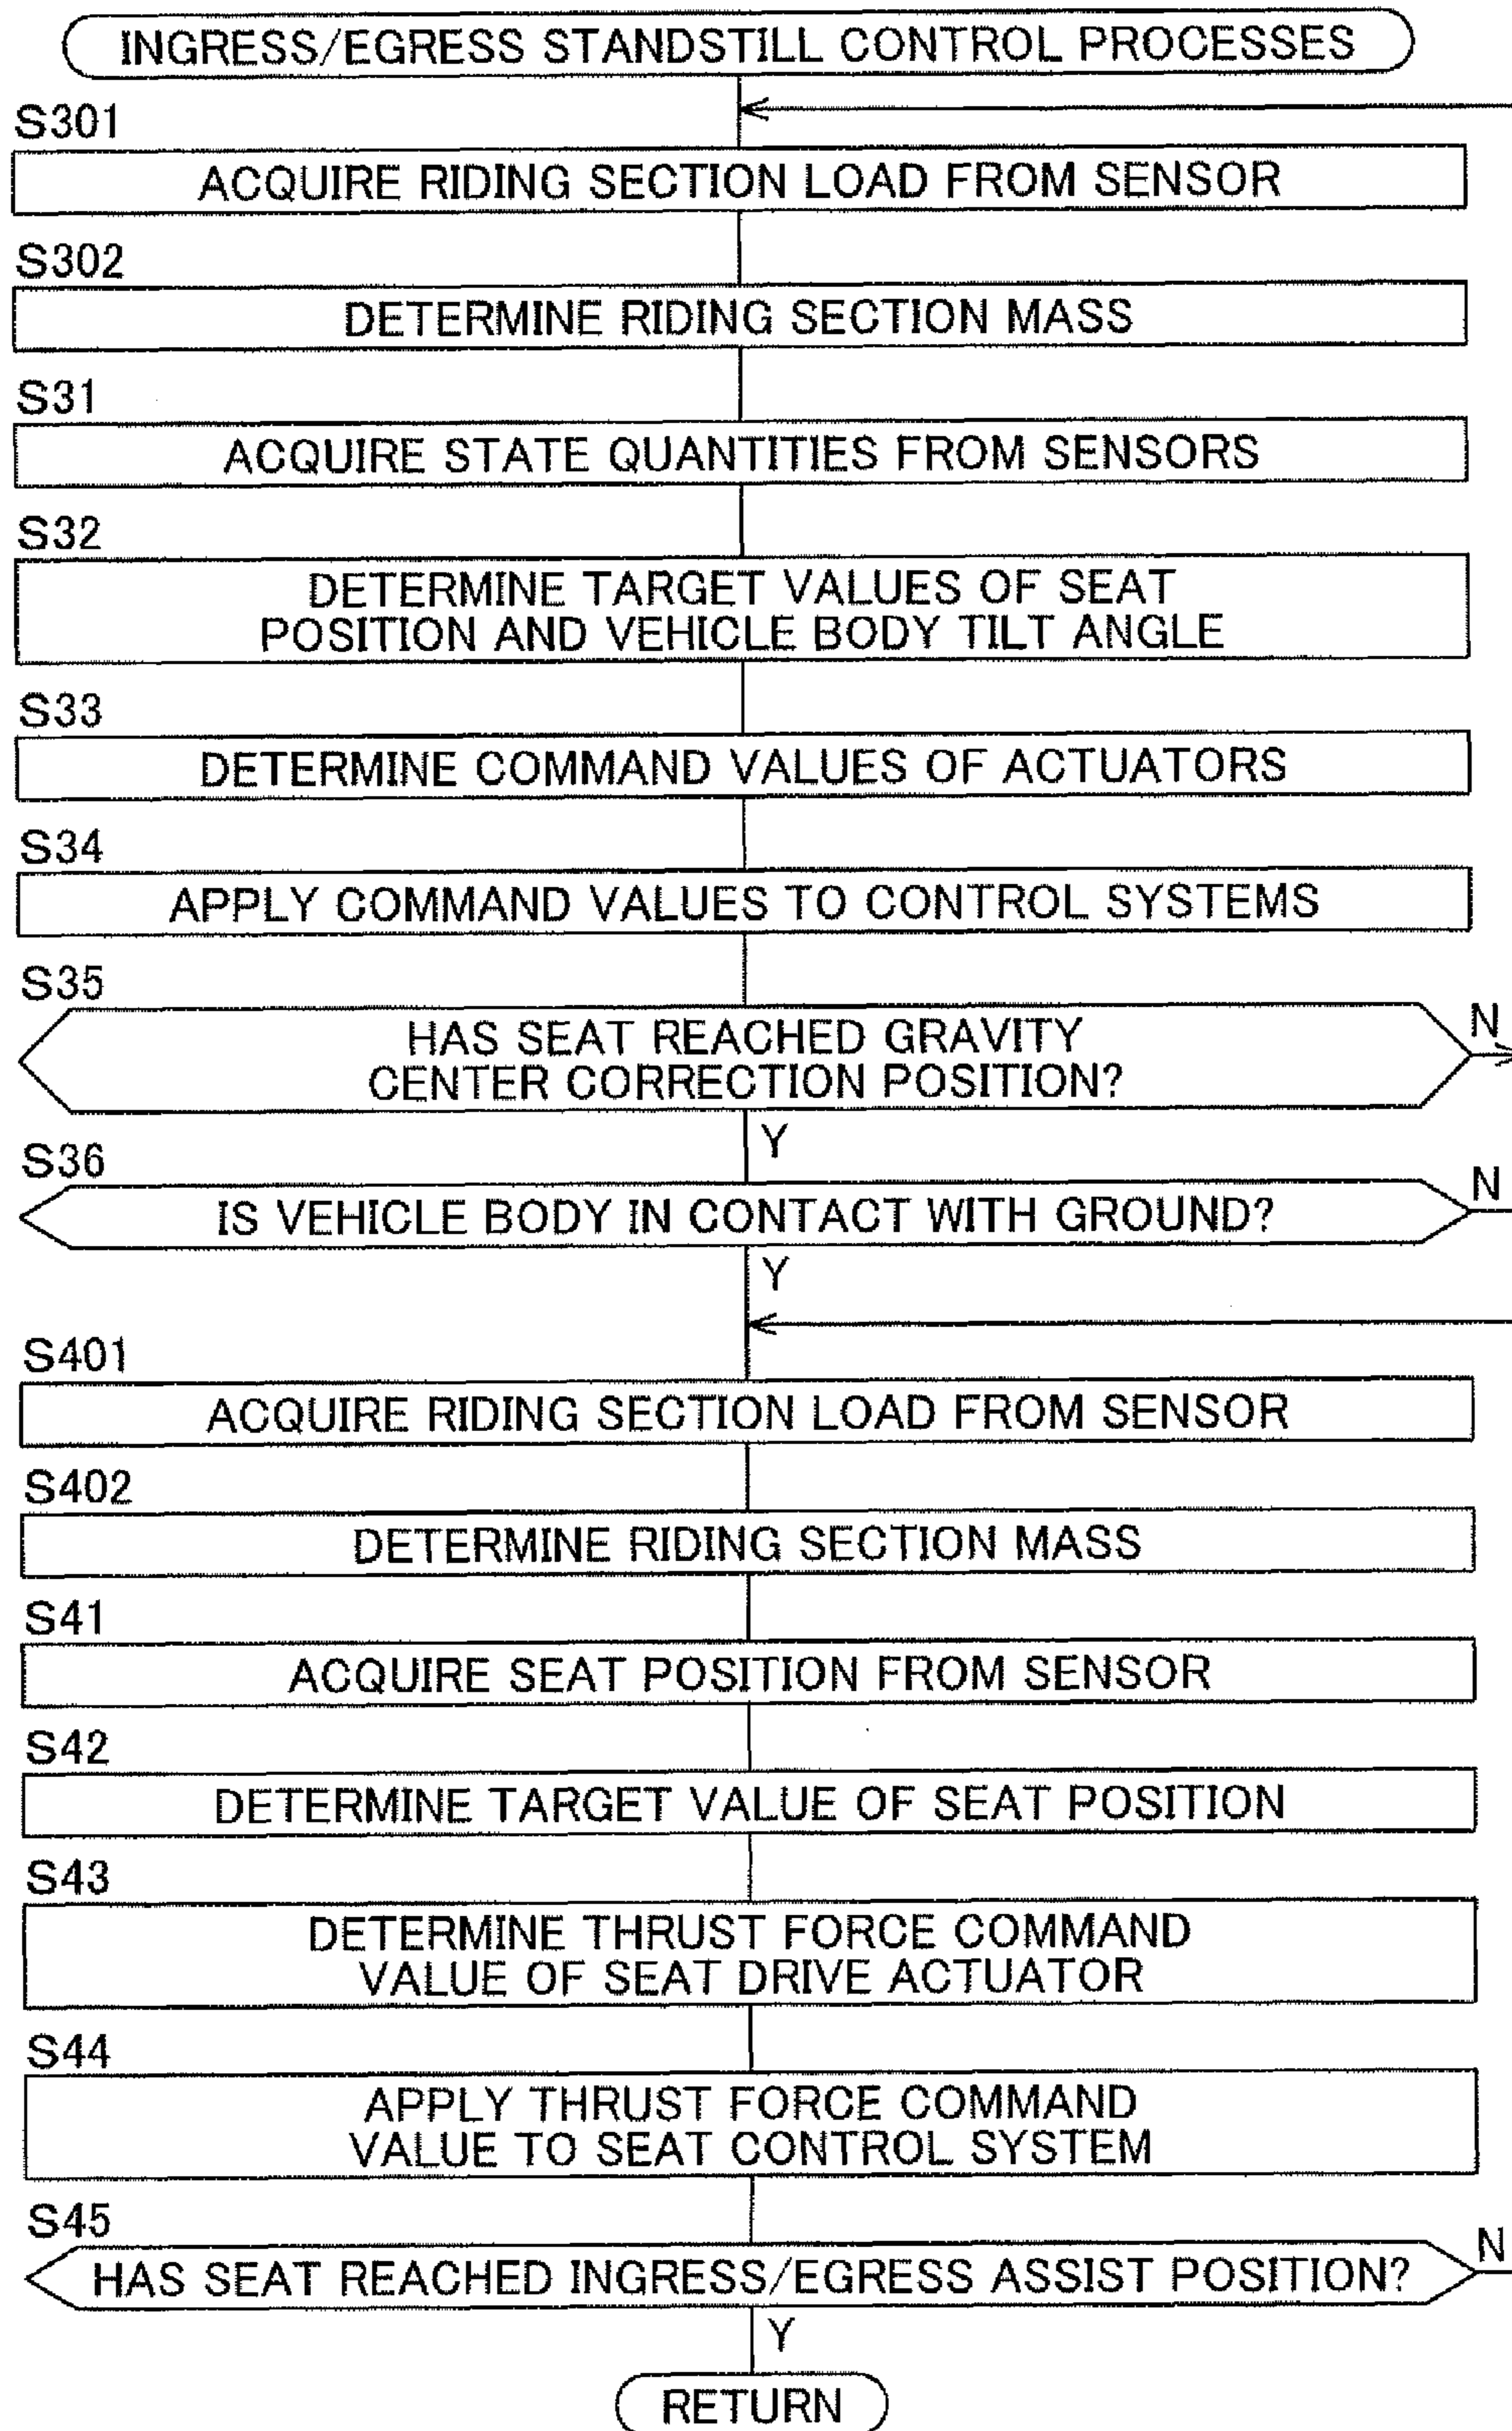 INGRESS/EGRESS STANDSTILL CONTROL PROCESSES
S301
ACQUIRE RIDING SECTION LOAD FROM SENSOR
S302
DETERMINE RIDING SECTION MASS
S31
ACQUIRE STATE QUANTITIES FROM SENSORS
S32
DETERMINE TARGET VALUES OF SEAT
POSITION AND VEHICLE BODY TILT ANGLE
S33
DETERMINE COMMAND VALUES OF ACTUATORS
S34
APPLY COMMAND VALUES TO CONTROL SYSTEMS
S35
HAS SEAT REACHED GRAVITY
CENTER CORRECTION POSITION?
N
Y
S36
IS VEHICLE BODY IN CONTACT WITH GROUND?
N
Y
S401
ACQUIRE RIDING SECTION LOAD FROM SENSOR
S402
DETERMINE RIDING SECTION MASS
S41
ACQUIRE SEAT POSITION FROM SENSOR
S42
DETERMINE TARGET VALUE OF SEAT POSITION
S43
DETERMINE THRUST FORCE COMMAND
VALUE OF SEAT DRIVE ACTUATOR
S44
APPLY THRUST FORCE COMMAND
VALUE TO SEAT CONTROL SYSTEM
S45
HAS SEAT REACHED INGRESS/EGRESS ASSIST POSITION?
N
Y
RETURN